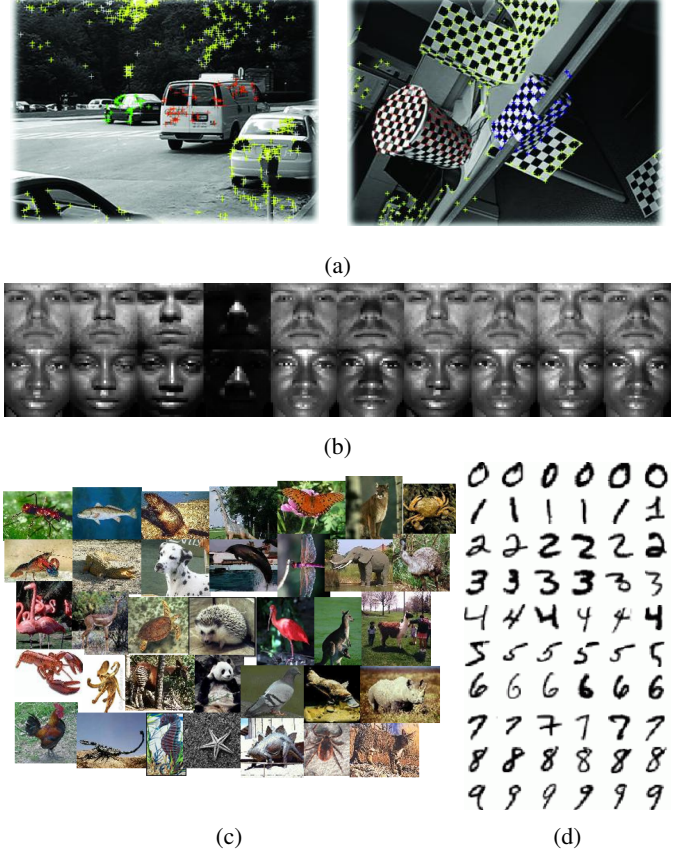 (a)
(b)
0 0 0 0 0 0
1 1 1 1 1 1
2 2 2 2 2 2
3 3 3 3 3 3
4 4 4 4 4 4
5 5 5 5 5 5
6 6 6 6 6 6
7 7 7 7 7 7
8 8 8 8 8 8
9 9 9 9 9 9
(c) (d)